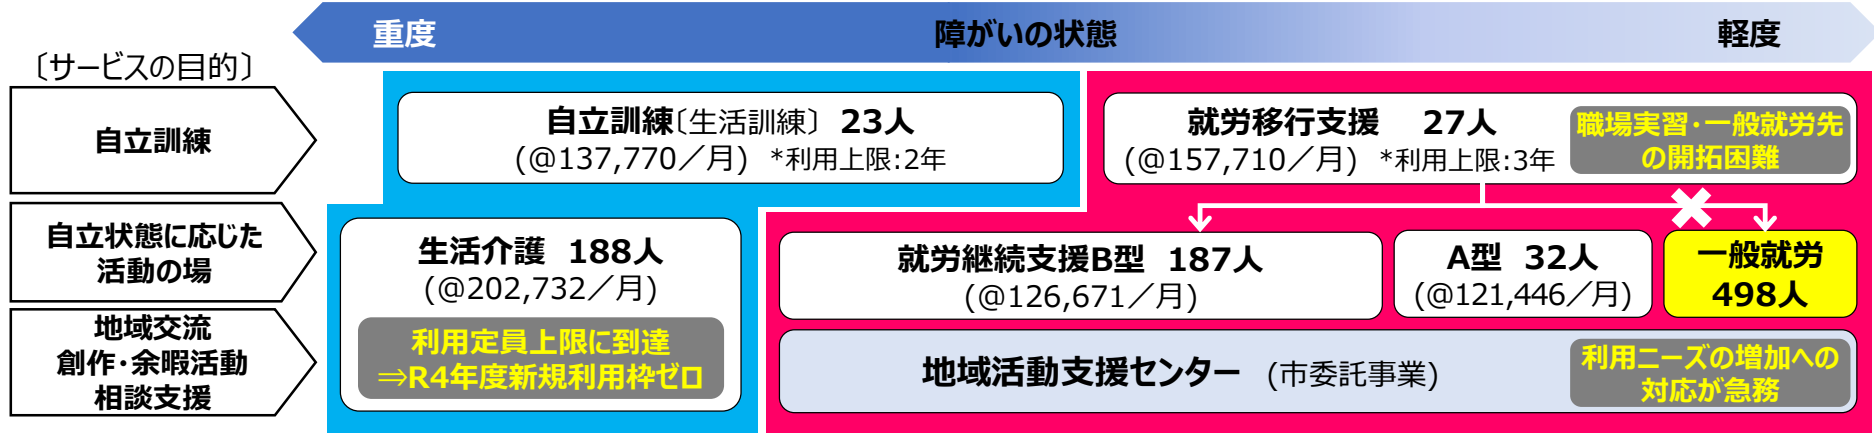 重度 障がいの状態 軽度
〔サービスの目的〕
自立訓練
自立訓練〔生活訓練〕 23人
(@137,770／月) *利用上限:2年
就労移行支援 27人
(@157,710／月) *利用上限:3年
職場実習・一般就労先
の開拓困難
自立状態に応じた
活動の場
生活介護 188人
(@202,732／月)
利用定員上限に到達
⇒R4年度新規利用枠ゼロ
就労継続支援B型 187人
(@126,671／月)
A型 32人
(@121,446／月)
一般就労
498人
地域交流
創作・余暇活動
相談支援
地域活動支援センター (市委託事業)
利用ニーズの増加への
対応が急務